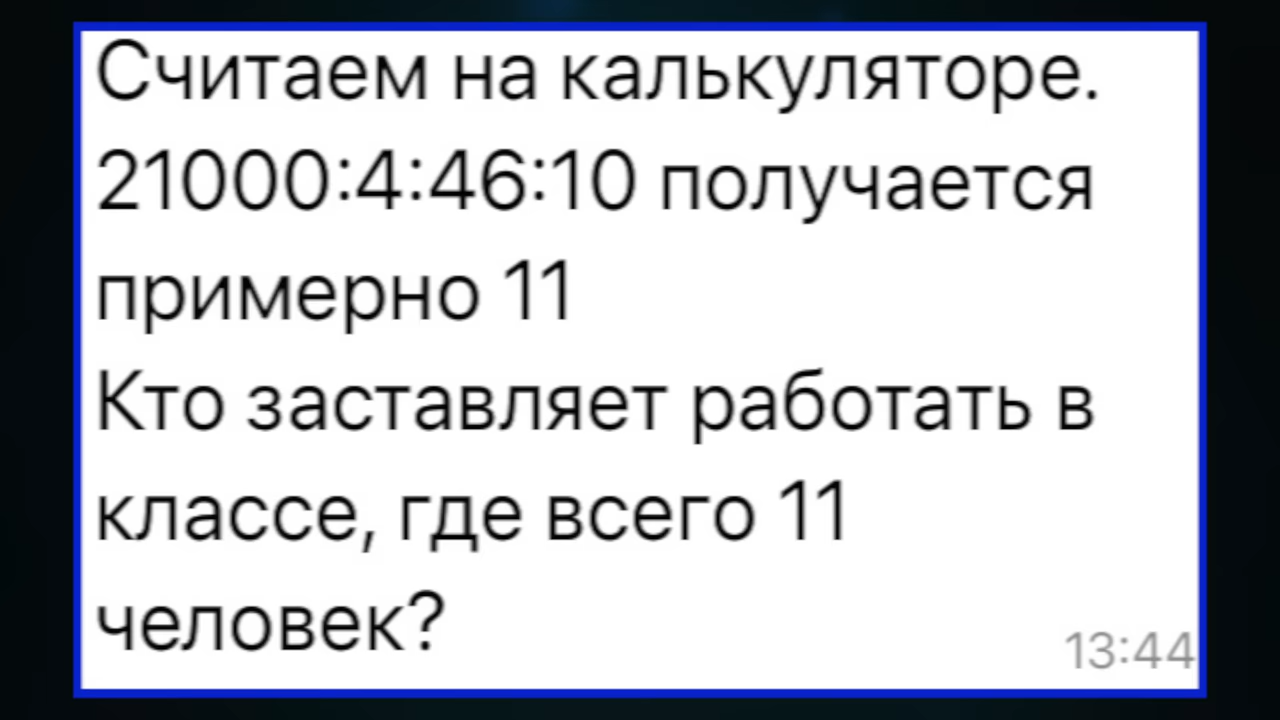 Считаем на калькуляторе.
21000:4:46:10 получается
примерно 11
Кто заставляет работать в
классе, где всего 11
человек?
13:44